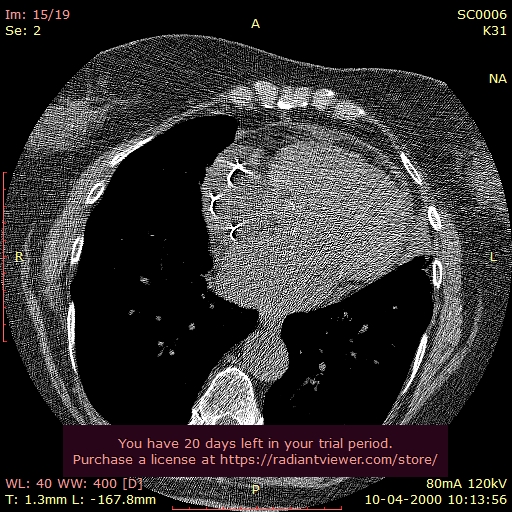 Im: 15/19
Se: 2
A
SC0006
K31
NA
R
L
You have 20 days left in your trial period.
Purchase a license at https://radiantviewer.com/store/
WL: 40 WW: 400 [D]
T: 1.3mm L: -167.8mm
P
80mA 120kV
10-04-2000 10:13:56